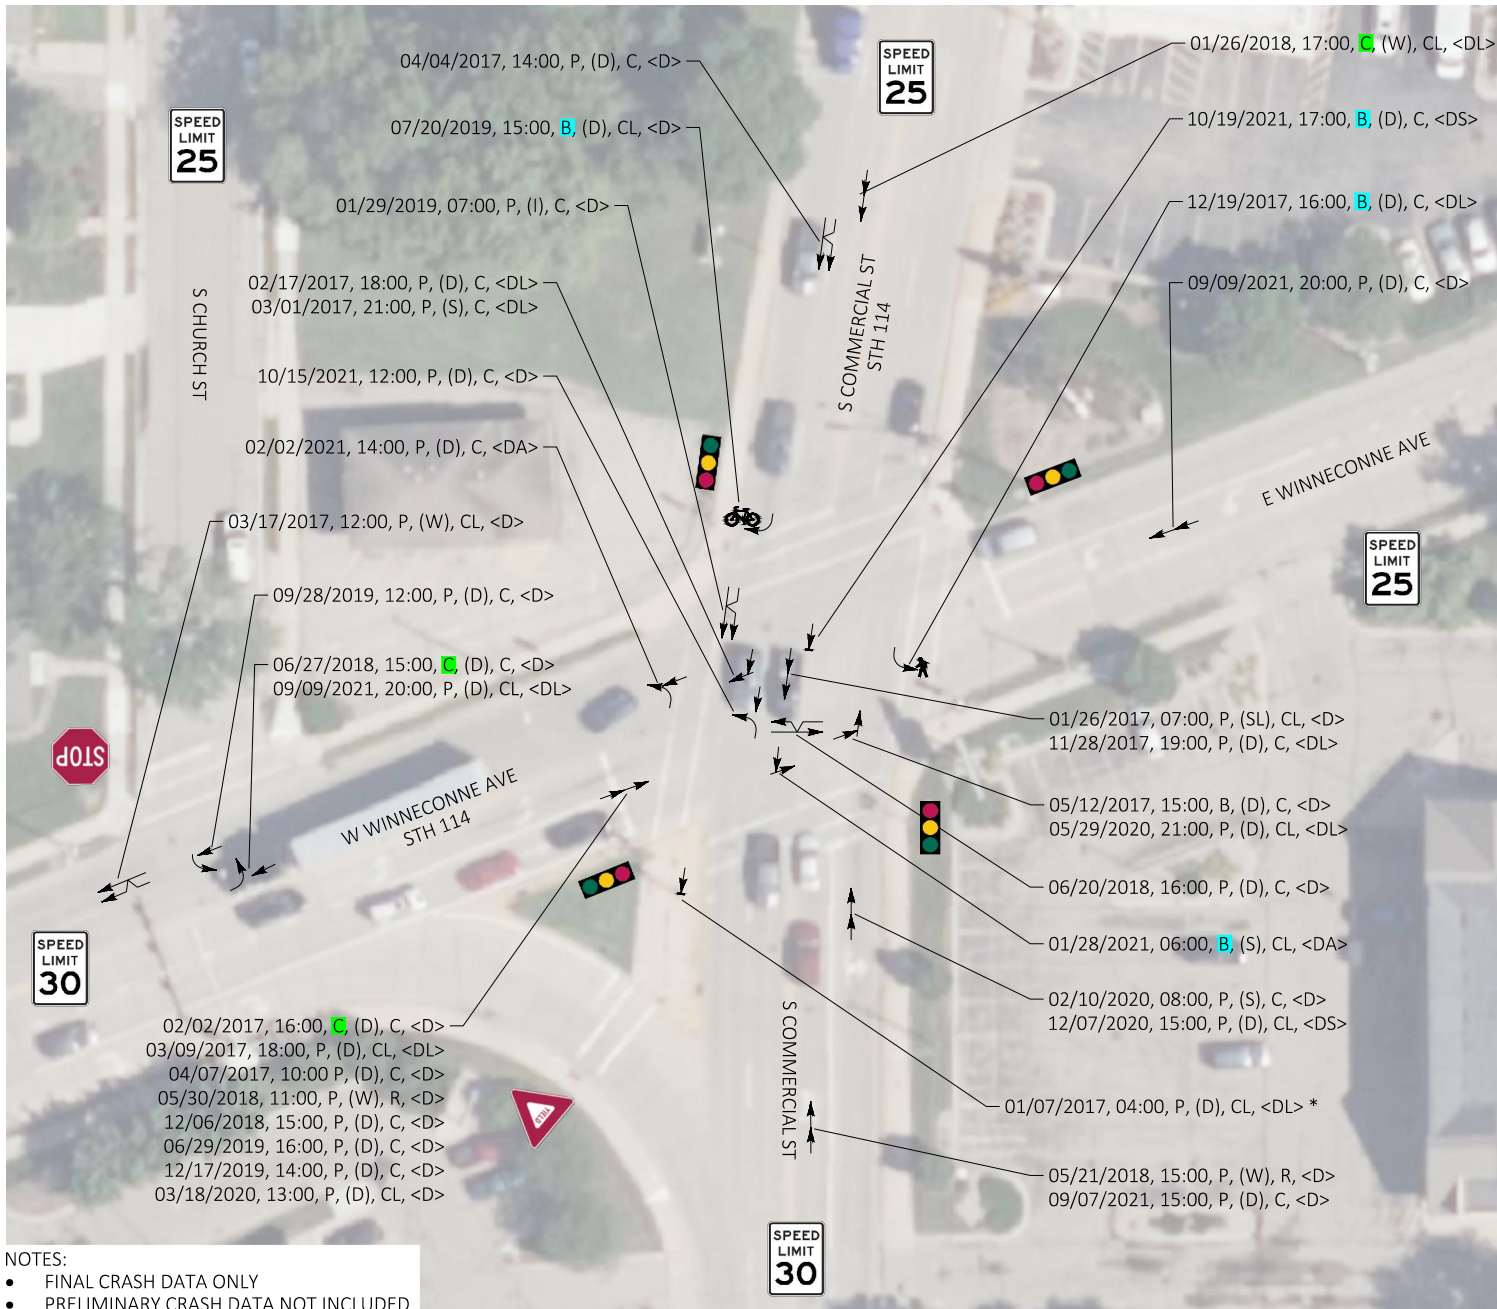 04/04/2017, 14:00, P, (D), C, <D>
01/26/2018, 17:00, C, (W), CL, <DL>
SPEED
LIMIT
25
07/20/2019, 15:00, B, (D), CL, <D>
10/19/2021, 17:00, B, (D), C, <DS>
SPEED
LIMIT
25
01/29/2019, 07:00, P, (I), C, <D>
12/19/2017, 16:00, B, (D), C, <DL>
02/17/2017, 18:00, P, (D), C, <DL>
03/01/2017, 21:00, P, (S), C, <DL>
09/09/2021, 20:00, P, (D), C, <D>
S CHURCH ST
S COMMERCIAL ST
STH 114
10/15/2021, 12:00, P, (D), C, <D>
02/02/2021, 14:00, P, (D), C, <DA>
E WINNECONNE AVE
03/17/2017, 12:00, P, (W), CL, <D>
SPEED
LIMIT
25
09/28/2019, 12:00, P, (D), C, <D>
06/27/2018, 15:00, C, (D), C, <D>
09/09/2021, 20:00, P, (D), CL, <DL>
01/26/2017, 07:00, P, (SL), CL, <D>
11/28/2017, 19:00, P, (D), C, <DL>
STOP
W WINNECONNE AVE
STH 114
05/12/2017, 15:00, B, (D), C, <D>
05/29/2020, 21:00, P, (D), CL, <DL>
06/20/2018, 16:00, P, (D), C, <D>
01/28/2021, 06:00, B, (S), CL, <DA>
SPEED
LIMIT
30
02/10/2020, 08:00, P, (S), C, <D>
12/07/2020, 15:00, P, (D), CL, <DS>
S COMMERCIAL ST
02/02/2017, 16:00, C, (D), C, <D>
03/09/2017, 18:00, P, (D), CL, <DL>
04/07/2017, 10:00 P, (D), C, <D>
05/30/2018, 11:00, P, (W), R, <D>
12/06/2018, 15:00, P, (D), C, <D>
06/29/2019, 16:00, P, (D), C, <D>
12/17/2019, 14:00, P, (D), C, <D>
03/18/2020, 13:00, P, (D), CL, <D>
YIELD
01/07/2017, 04:00, P, (D), CL, <DL> *
05/21/2018, 15:00, P, (W), R, <D>
09/07/2021, 15:00, P, (D), C, <D>
SPEED
LIMIT
30
NOTES:
• FINAL CRASH DATA ONLY
• PRELIMINARY CRASH DATA NOT INCLUDED